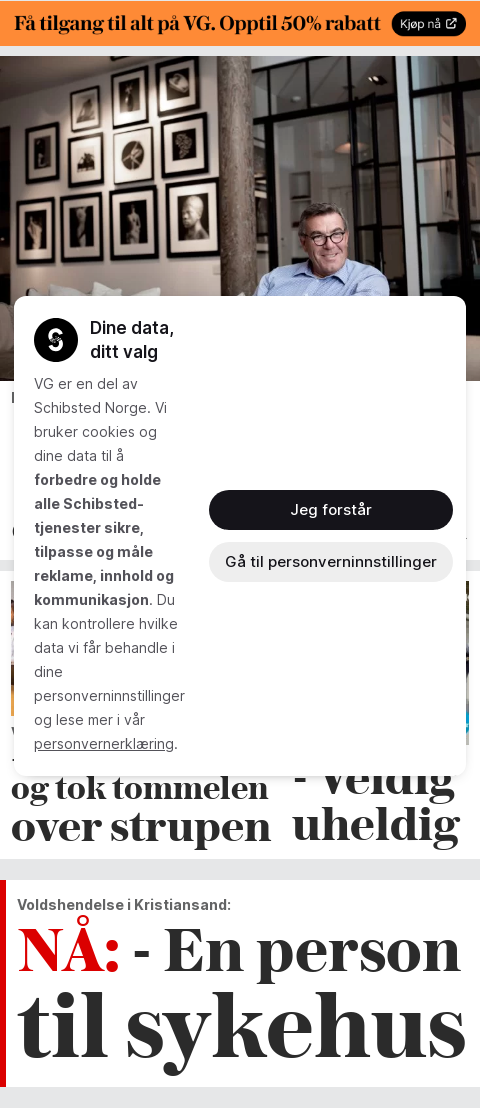 Få tilgang til alt på VG. Opptil 50% rabatt
Kjøp nå
Dine data,
ditt valg
VG er en del av
Schibsted Norge. Vi
bruker cookies og
dine data til å
forbedre og holde
alle Schibsted-
tjenester sikre,
tilpasse og måle
reklame, innhold og
kommunikasjon. Du
kan kontrollere hvilke
data vi får behandle i
dine
personverninnstillinger
og lese mer i vår
personvernerklæring.
Jeg forstår
Gå til personverninnstillinger
og tok tommelen
over strupen
- Veldig
uheldig
Voldshendelse i Kristiansand:
NÅ: - En person
til sykehus